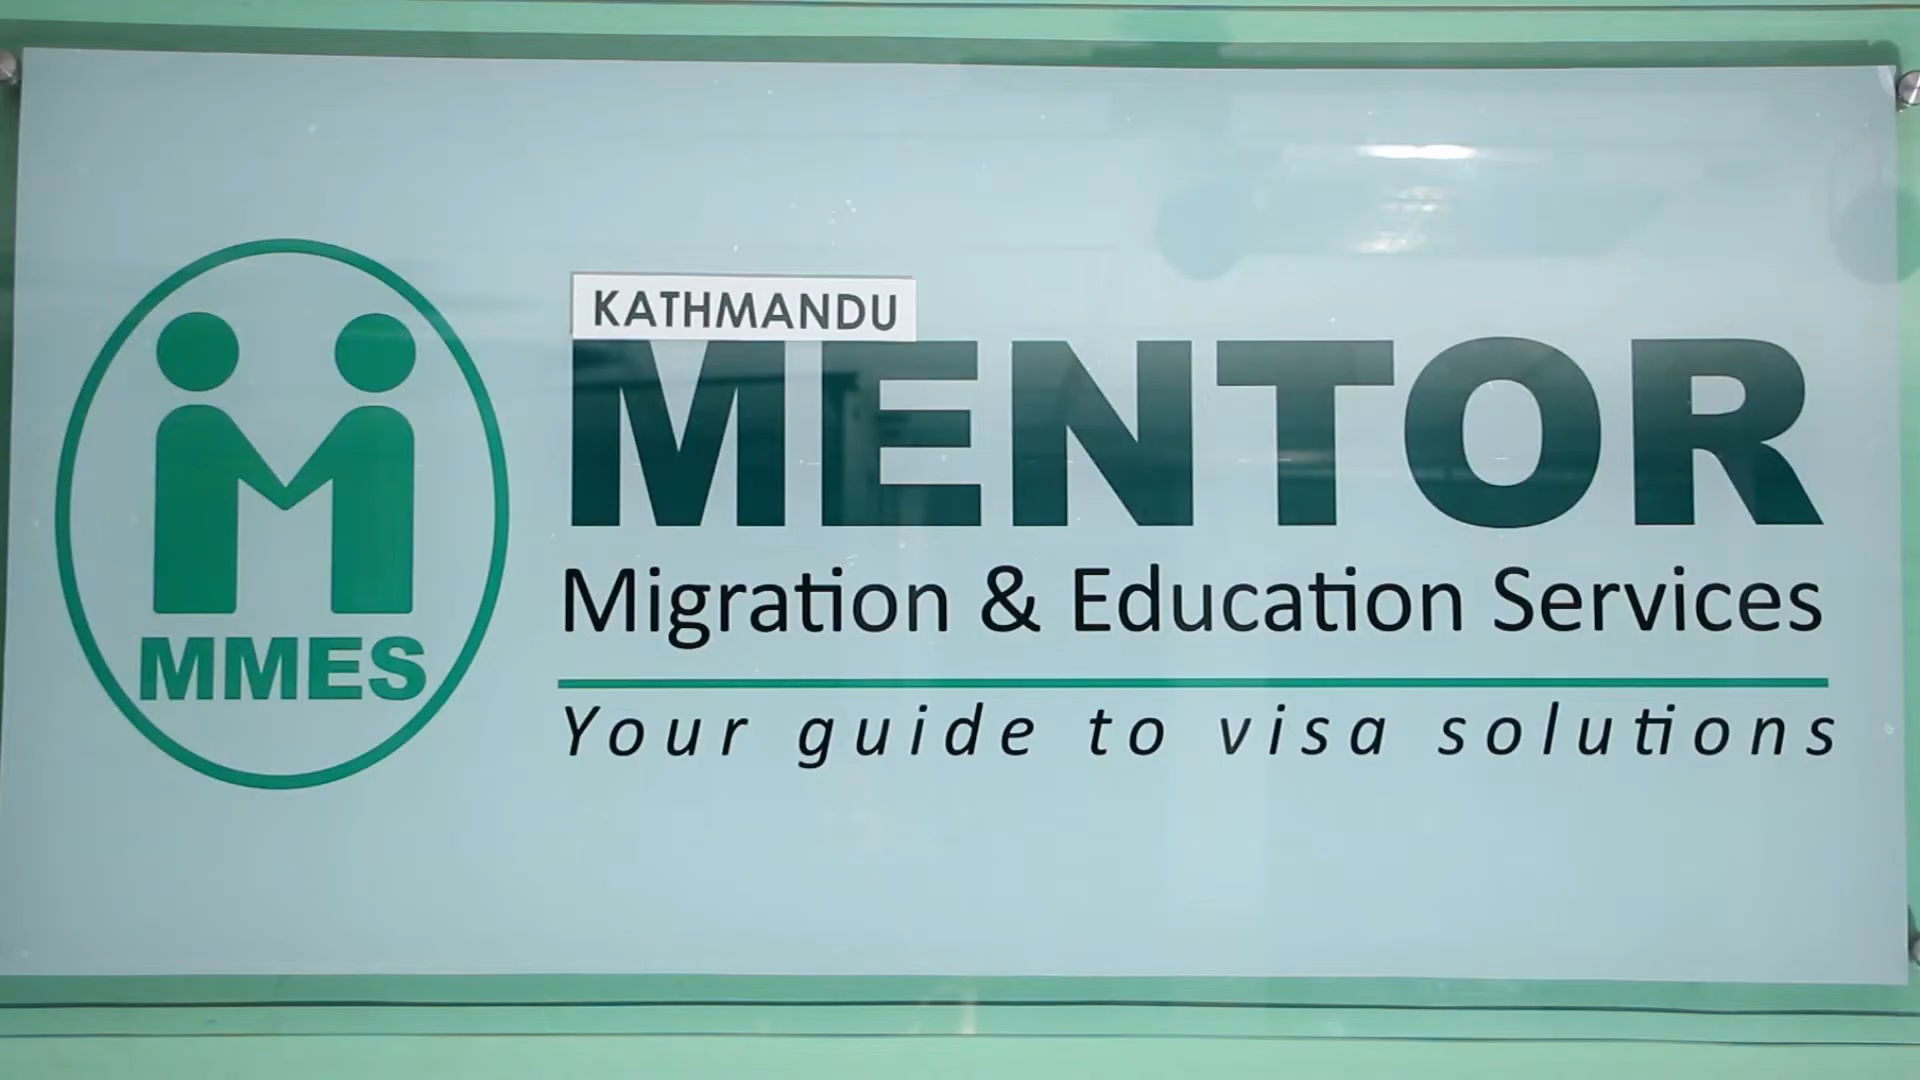 KATHMANDU
MENTOR
Migration & Education Services
Your guide to visa solutions
MMES